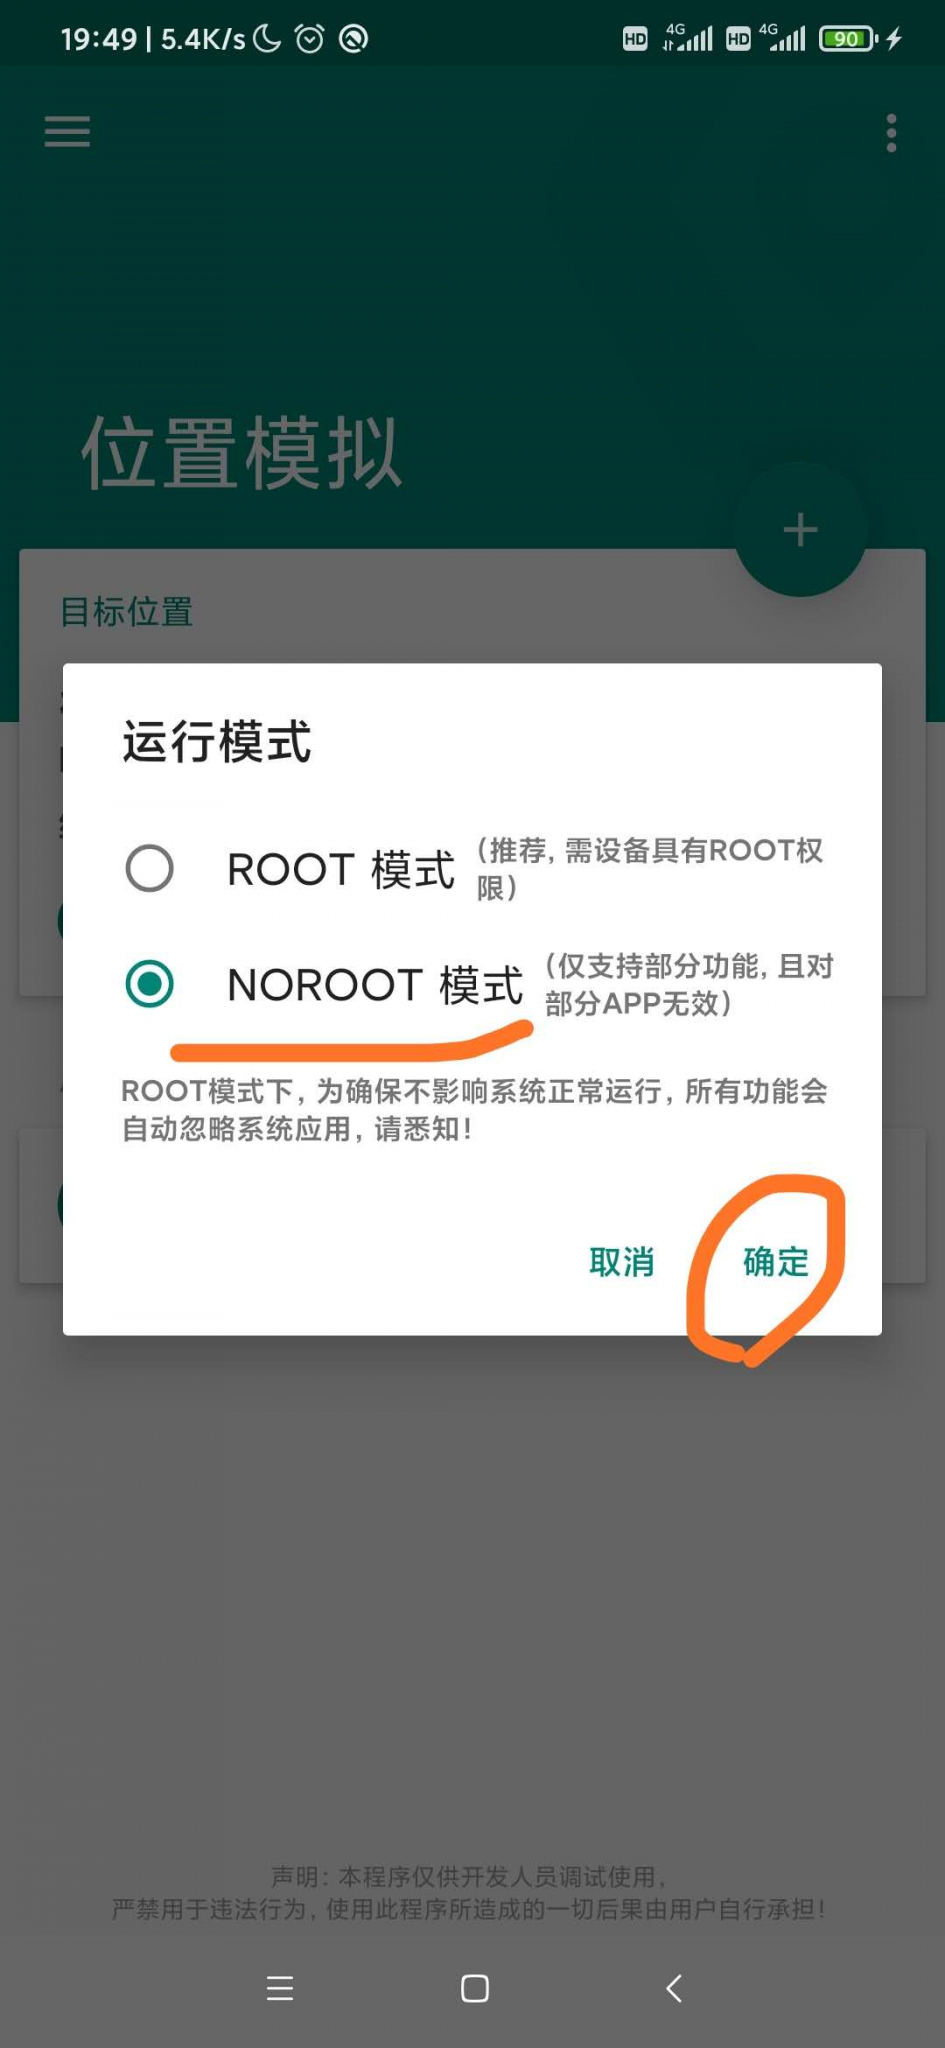 19:49 | 5.4K/s HD 4G HD 4G 90
位置模拟
+
目标位置
运行模式
ROOT 模式 (推荐, 需设备具有ROOT权
限)
NOROOT 模式 (仅支持部分功能, 且对
部分APP无效)
ROOT模式下, 为确保不影响系统正常运行, 所有功能会
自动忽略系统应用, 请悉知!
取消 确定
声明: 本程序仅供开发人员调试使用,
严禁用于违法行为, 使用此程序所造成的一切后果由用户自行承担!